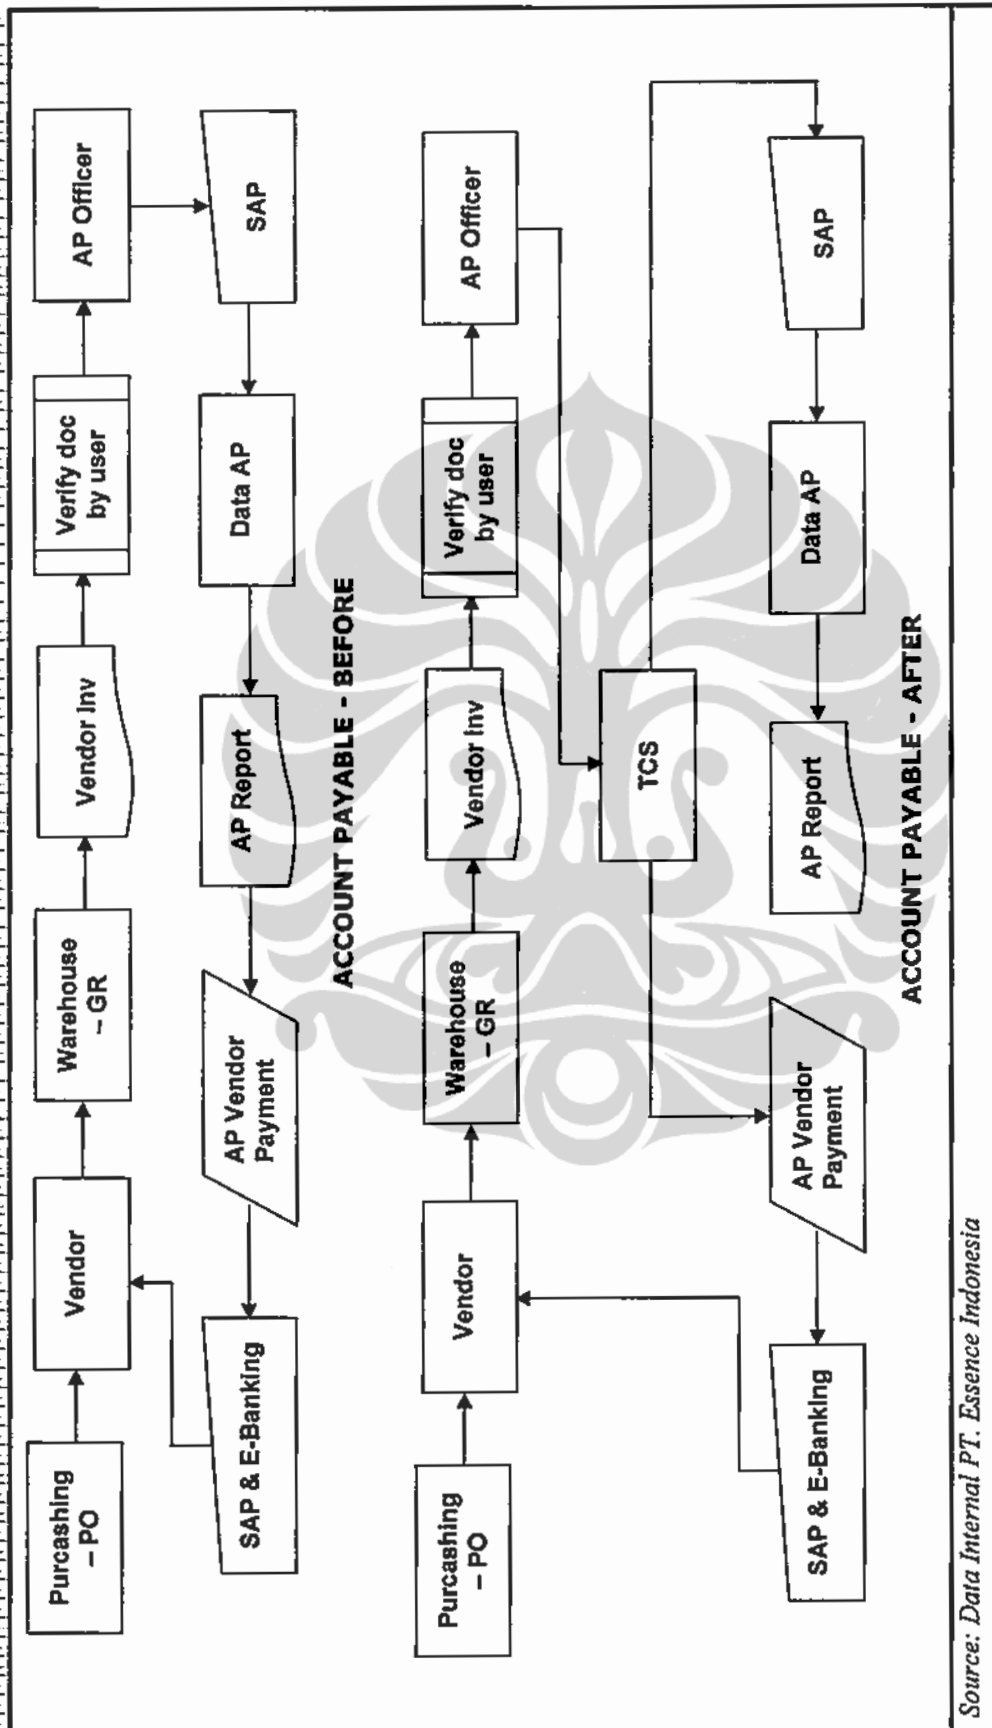 Purcashing
– PO
Vendor
Warehouse
– GR
Vendor Inv
Verify doc
by user
AP Officer
SAP & E-Banking
AP Vendor
Payment
AP Report
Data AP
SAP
ACCOUNT PAYABLE - BEFORE
Purcashing
– PO
Vendor
Warehouse
– GR
Vendor Inv
Verify doc
by user
AP Officer
TCS
SAP & E-Banking
AP Vendor
Payment
AP Report
Data AP
SAP
ACCOUNT PAYABLE - AFTER
Source: Data Internal PT. Essence Indonesia